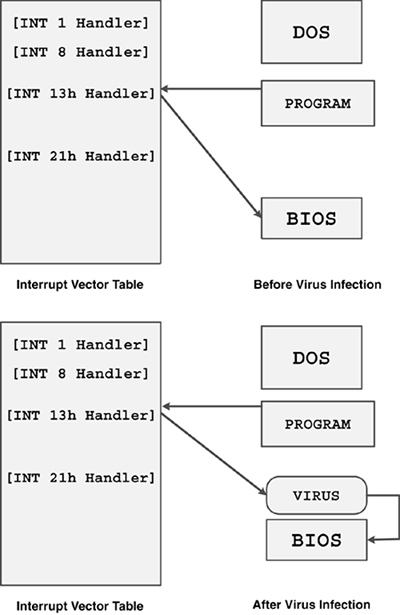 [INT 1 Handler]
DOS
[INT 8 Handler]
[INT 13h Handler]
PROGRAM
[INT 21h Handler]
BIOS
Interrupt Vector Table
Before Virus Infection
[INT 1 Handler]
DOS
[INT 8 Handler]
[INT 13h Handler]
PROGRAM
[INT 21h Handler]
VIRUS
BIOS
Interrupt Vector Table
After Virus Infection